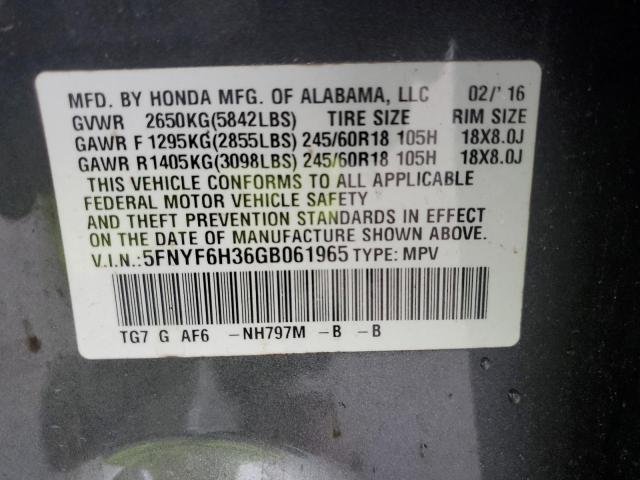 MFD. BY HONDA MFG. OF ALABAMA, LLC 02/'16
GVWR 2650KG(5842LBS) TIRE SIZE RIM SIZE
GAWR F 1295KG(2855LBS) 245/60R18 105H 18X8.0J
GAWR R1405KG(3098LBS) 245/60R18 105H 18X8.0J
THIS VEHICLE CONFORMS TO ALL APPLICABLE
FEDERAL MOTOR VEHICLE SAFETY
AND THEFT PREVENTION STANDARDS IN EFFECT
ON THE DATE OF MANUFACTURE SHOWN ABOVE.
V.I.N.:5FNYF6H36GB061965 TYPE: MPV
TG7 G AF6 -NH797M -B -B